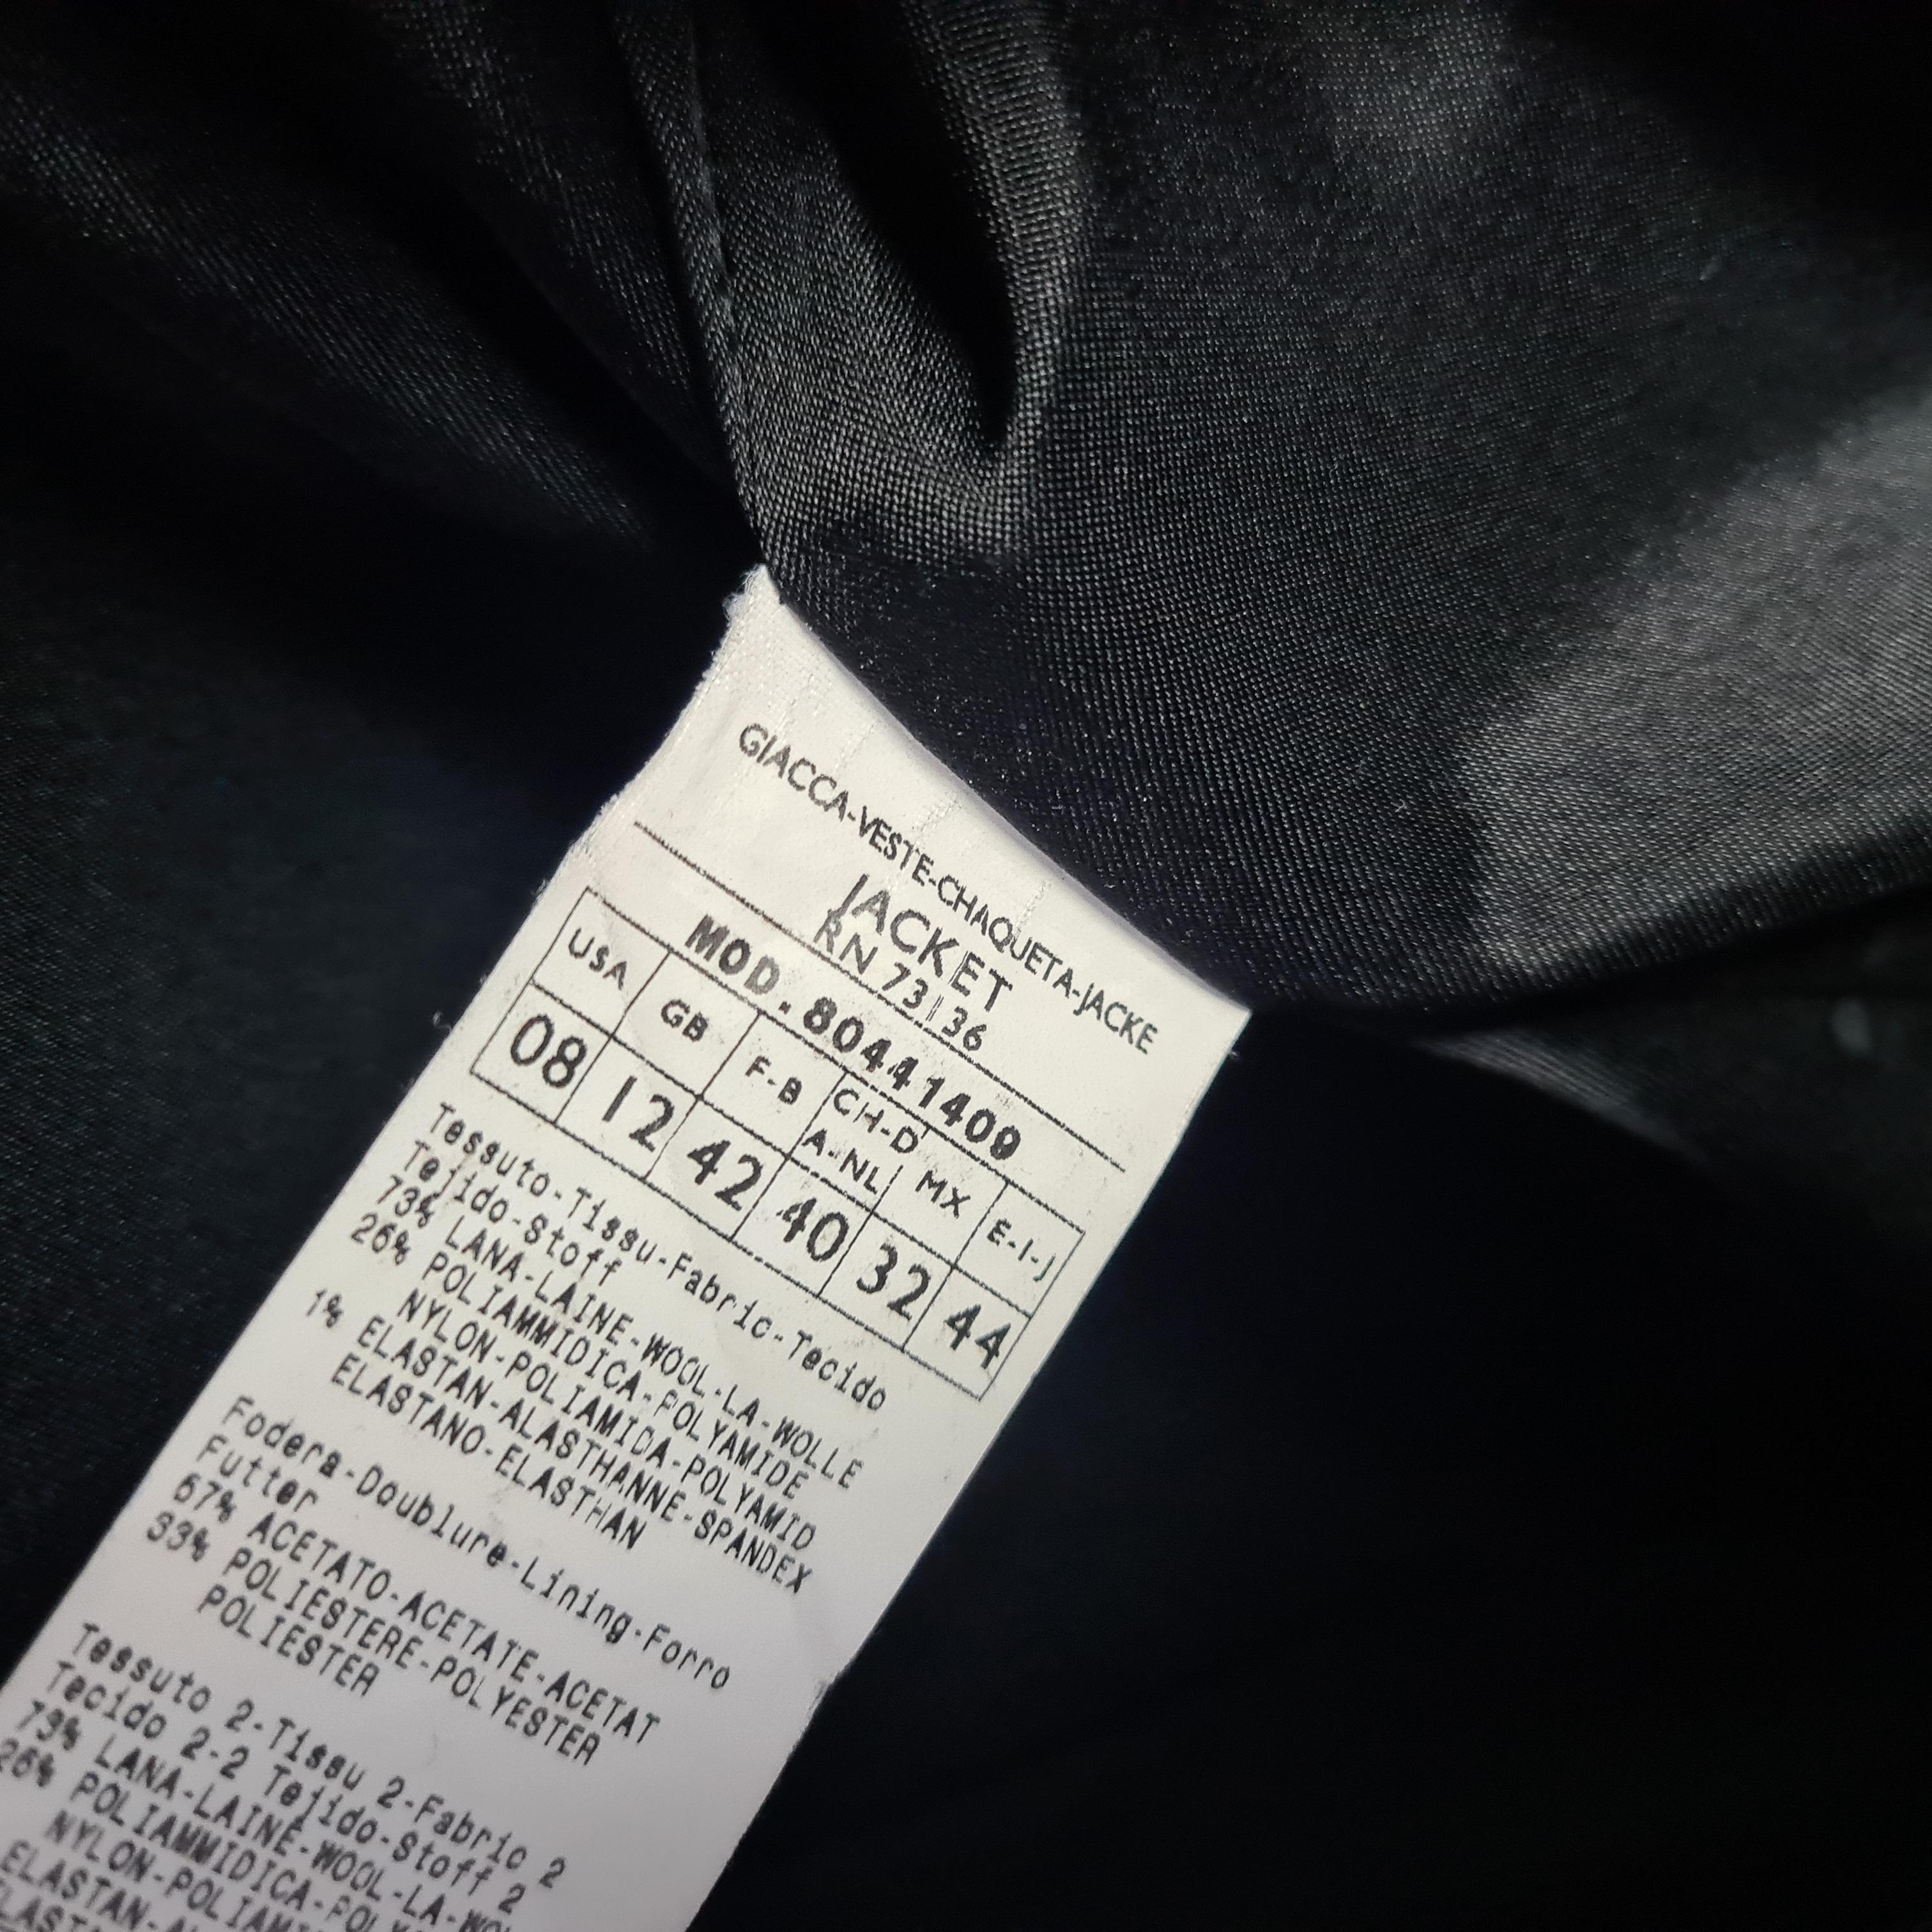 GIACCA-VESTE-CHAQUETA-JACKE
JACKET
RN 73136
MOD.80441409
USA GB F-B CH-D A-NL MX E-I-J
08 12 42 40 32 44
Tessuto-Tissu-Fabric-Tecido
Tejido-Stoff
73% LANA-LAINE-WOOL-LA-WOLLE
26% POLIAMMIDICA-POLYAMIDE
NYLON-POLIAMIDA-POLYAMID
1% ELASTAN-ALASTHANNE-SPANDEX
ELASTANO-ELASTHAN
Fodera-Doublure-Lining-Forro
Futter
67% ACETATO-ACETATE-ACETAT
33% POLIESTERE-POLYESTER
POLIESTER
Tessuto 2-Tissu 2-Fabric 2
Tecido 2-2 Tejido-Stoff 2
73% LANA-LAINE-WOOL-LA-
26% POLIAMMIDICA-
NYLON-
ELASTAN-